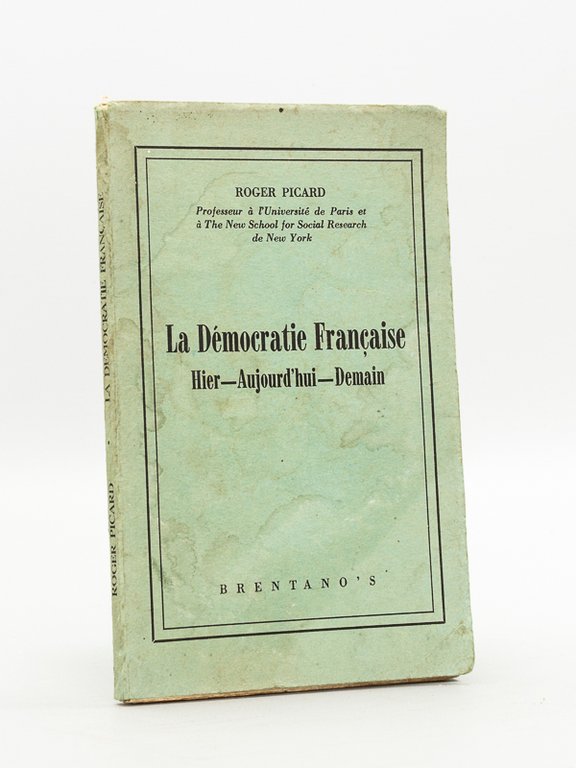 ROGER PICARD
Professeur à l'Université de Paris et
à The New School for Social Research
de New York
La Démocratie Française
Hier—Aujourd'hui—Demain
BRENTANO'S
ROGER PICARD • LA DÉMOCRATIE FRANÇAISE